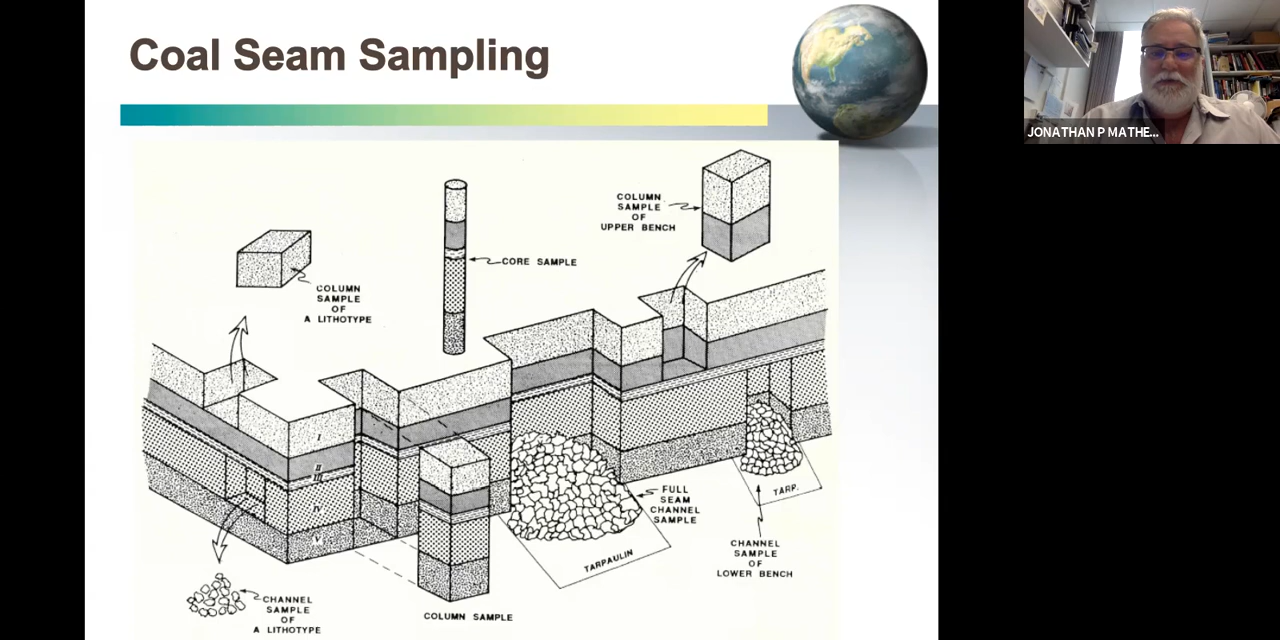 Coal Seam Sampling
JONATHAN P MATHE...
COLUMN
SAMPLE
OF
UPPER BENCH
CORE SAMPLE
COLUMN
SAMPLE
OF
A LITHOTYPE
I
II
III
IV
V
FULL
SEAM
CHANNEL
SAMPLE
TARP.
TARPAULIN
CHANNEL
SAMPLE
OF
LOWER BENCH
CHANNEL
SAMPLE
OF
A LITHOTYPE
COLUMN SAMPLE